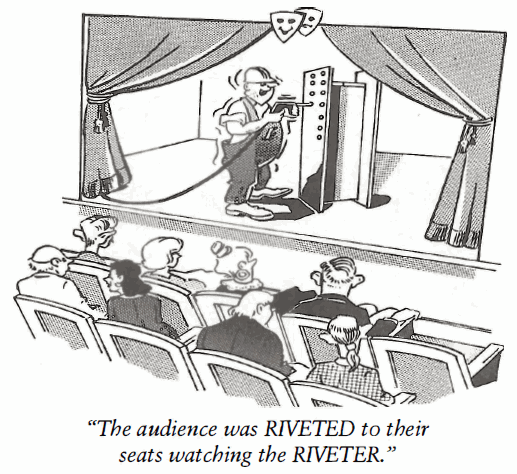 “The audience was RIVETED to their
seats watching the RIVETER.”